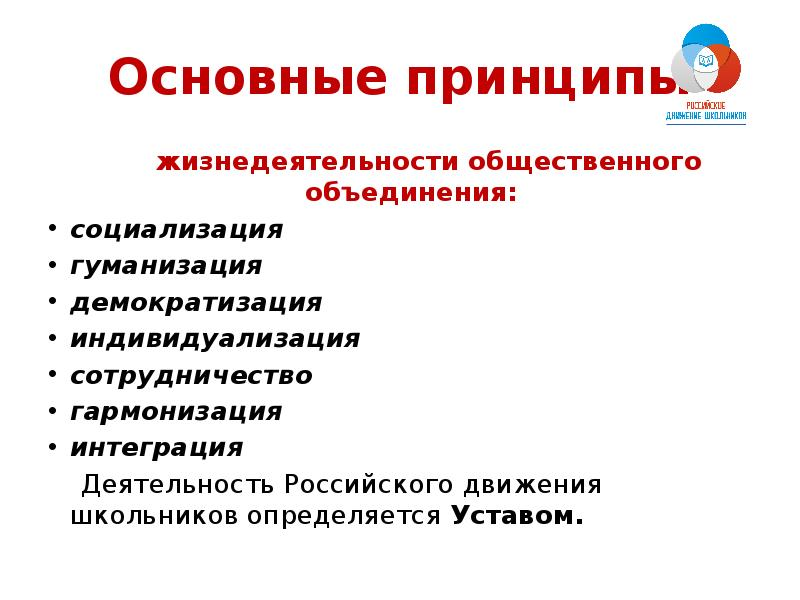 Основные принципы
РОССИЙСКОЕ
ДВИЖЕНИЕ ШКОЛЬНИКОВ
жизнедеятельности общественного
объединения:
• социализация
• гуманизация
• демократизация
• индивидуализация
• сотрудничество
• гармонизация
• интеграция
Деятельность Российского движения
школьников определяется Уставом.